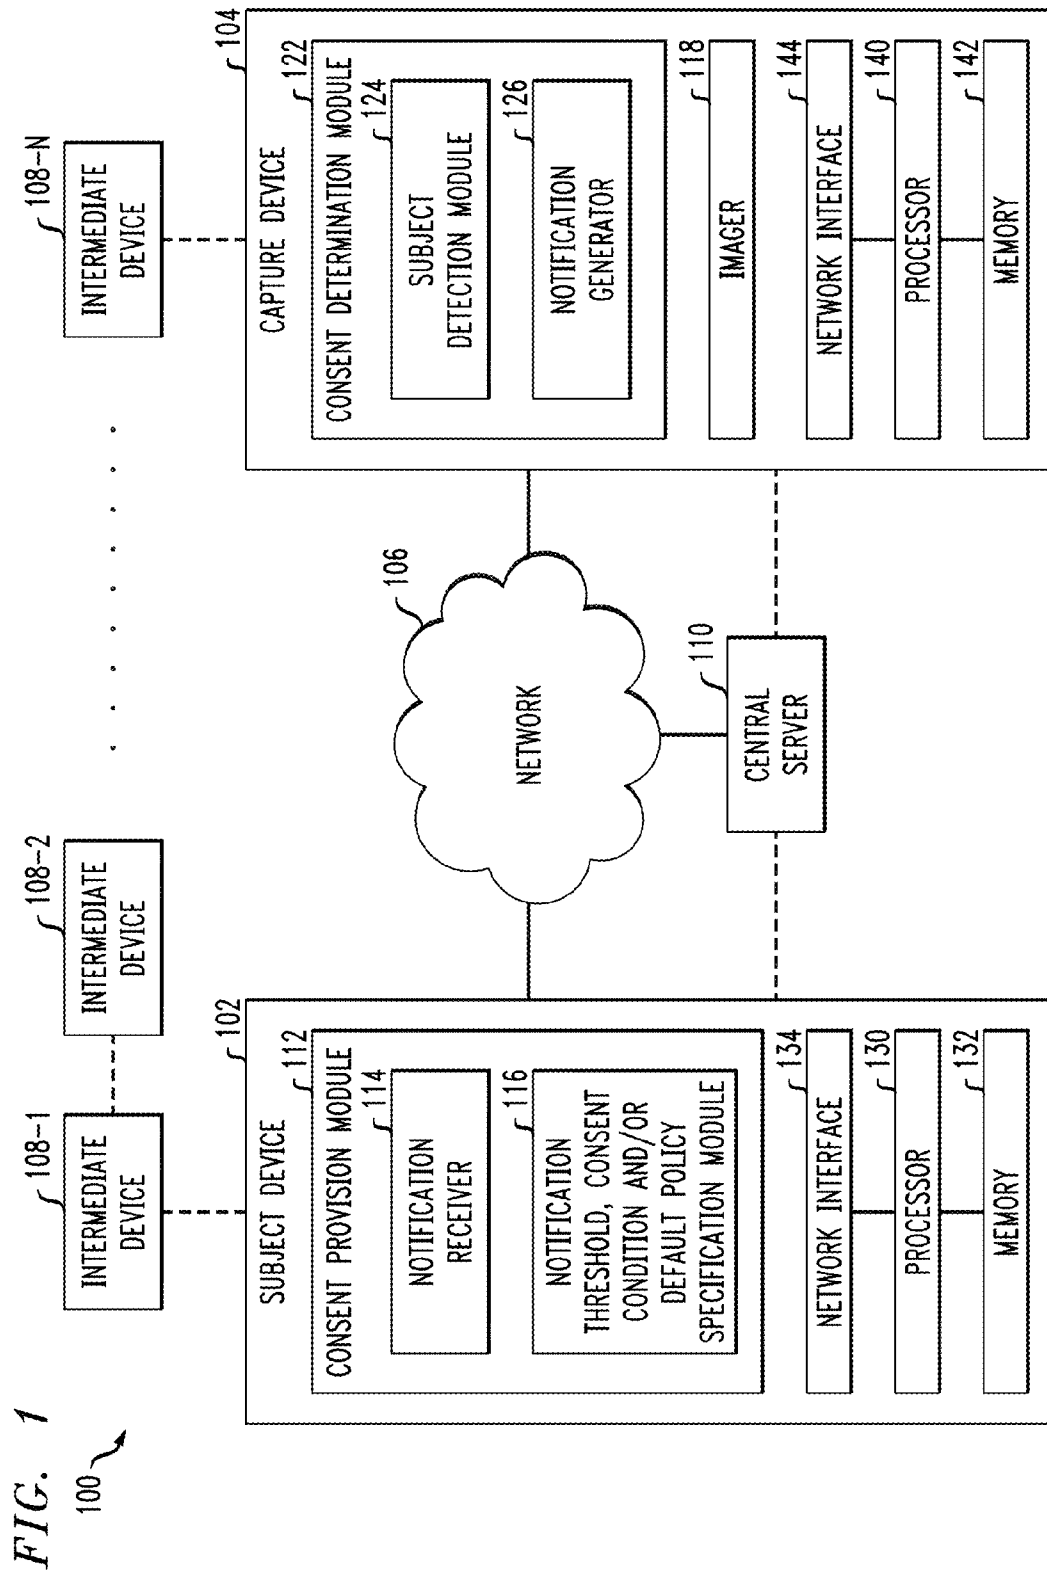 FIG. 1
100
108-1
INTERMEDIATE
DEVICE
108-2
INTERMEDIATE
DEVICE
108-N
INTERMEDIATE
DEVICE
102
SUBJECT DEVICE
112
CONSENT PROVISION MODULE
114
NOTIFICATION
RECEIVER
116
NOTIFICATION
THRESHOLD, CONSENT
CONDITION AND/OR
DEFAULT POLICY
SPECIFICATION MODULE
134
NETWORK INTERFACE
130
PROCESSOR
132
MEMORY
106
NETWORK
110
CENTRAL
SERVER
104
CAPTURE DEVICE
122
CONSENT DETERMINATION MODULE
124
SUBJECT
DETECTION MODULE
126
NOTIFICATION
GENERATOR
118
IMAGER
144
NETWORK INTERFACE
140
PROCESSOR
142
MEMORY